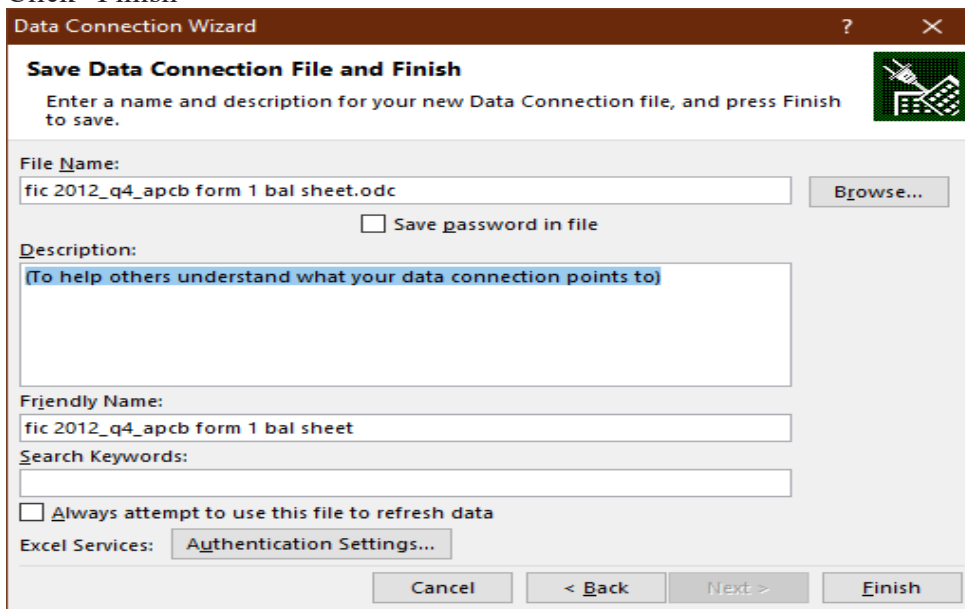 Data Connection Wizard ? ×
Save Data Connection File and Finish
Enter a name and description for your new Data Connection file, and press Finish
to save.
File Name:
fic 2012_q4_apcb form 1 bal sheet.odc
Browse...
Save password in file
Description:
(To help others understand what your data connection points to)
Friendly Name:
fic 2012_q4_apcb form 1 bal sheet
Search Keywords:
Always attempt to use this file to refresh data
Excel Services: Authentication Settings...
Cancel < Back Next > Finish